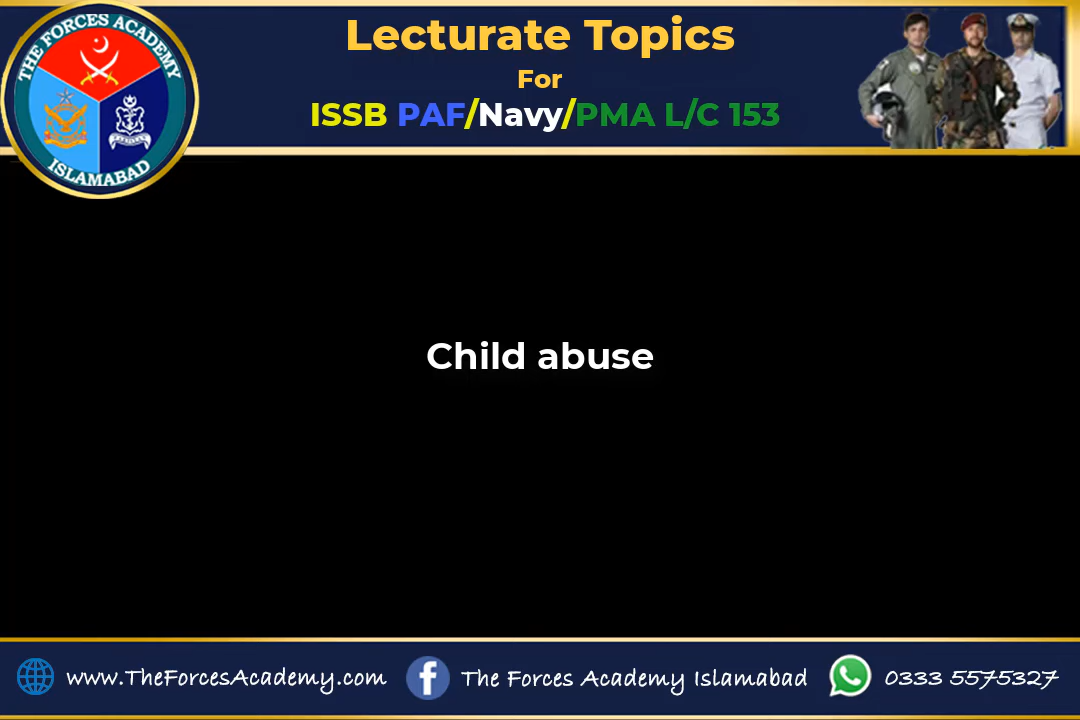 THE FORCES ACADEMY
ISLAMABAD
Lecturate Topics
For
ISSB PAF/Navy/PMA L/C 153
Child abuse
www.TheForcesAcademy.com
The Forces Academy Islamabad
0333 5575327